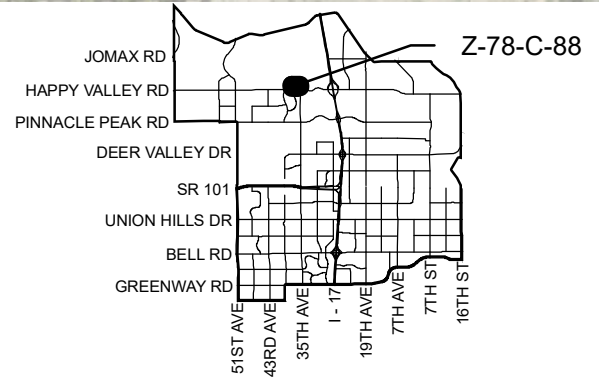 Z-78-C-88
JOMAX RD
HAPPY VALLEY RD
PINNACLE PEAK RD
DEER VALLEY DR
SR 101
UNION HILLS DR
BELL RD
GREENWAY RD
51ST AVE
43RD AVE
35TH AVE
I - 17
19TH AVE
7TH AVE
7TH ST
16TH ST